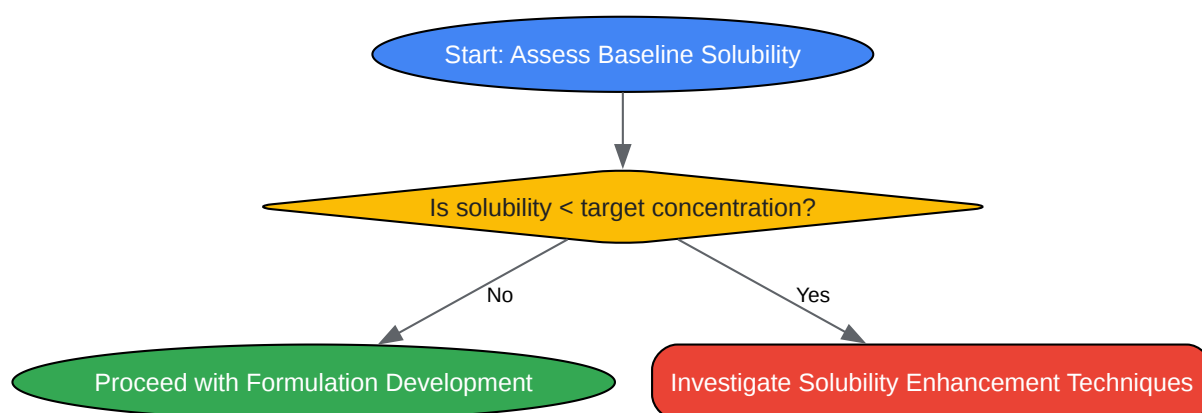 Start: Assess Baseline Solubility
Is solubility < target concentration?
No
Yes
Proceed with Formulation Development
Investigate Solubility Enhancement Techniques